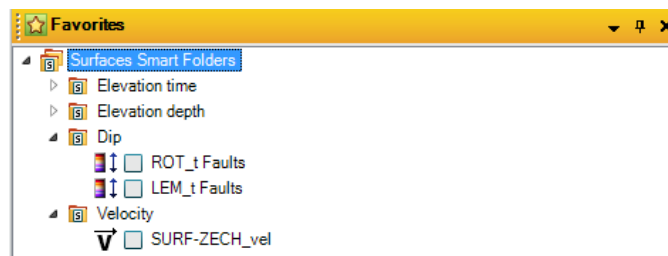 Favorites
Surfaces Smart Folders
Elevation time
Elevation depth
Dip
ROT_t Faults
LEM_t Faults
Velocity
V SURF-ZECH_vel